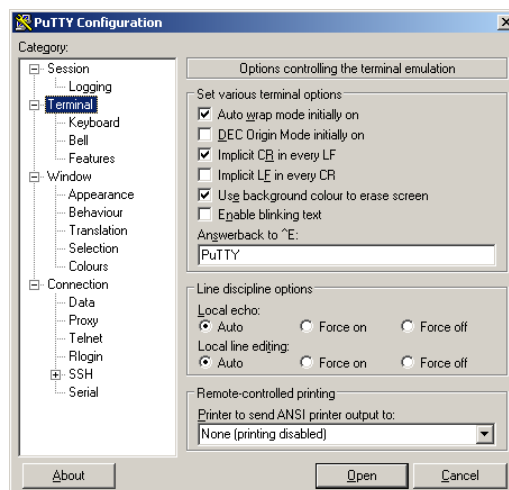 PuTTY Configuration
Category:
Session
Logging
Terminal
Keyboard
Bell
Features
Window
Appearance
Behaviour
Translation
Selection
Colours
Connection
Data
Proxy
Telnet
Rlogin
SSH
Serial
Options controlling the terminal emulation
Set various terminal options
Auto wrap mode initially on
DEC Origin Mode initially on
Implicit CR in every LF
Implicit LF in every CR
Use background colour to erase screen
Enable blinking text
Answerback to ^E:
PuTTY
Line discipline options
Local echo:
Auto Force on Force off
Local line editing:
Auto Force on Force off
Remote-controlled printing
Printer to send ANSI printer output to:
None (printing disabled)
About Open Cancel